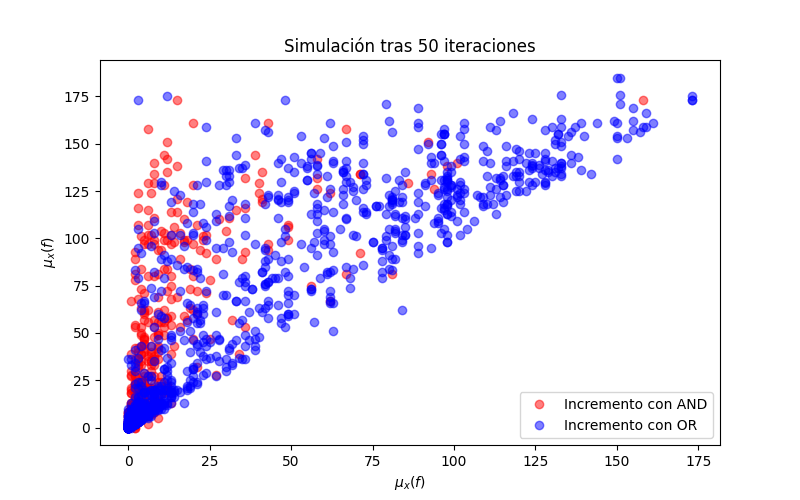 Simulación tras 50 iteraciones
μₓ(f)
175
150
125
100
75
50
25
0
0 25 50 75 100 125 150 175
μₓ(f)
Incremento con AND
Incremento con OR